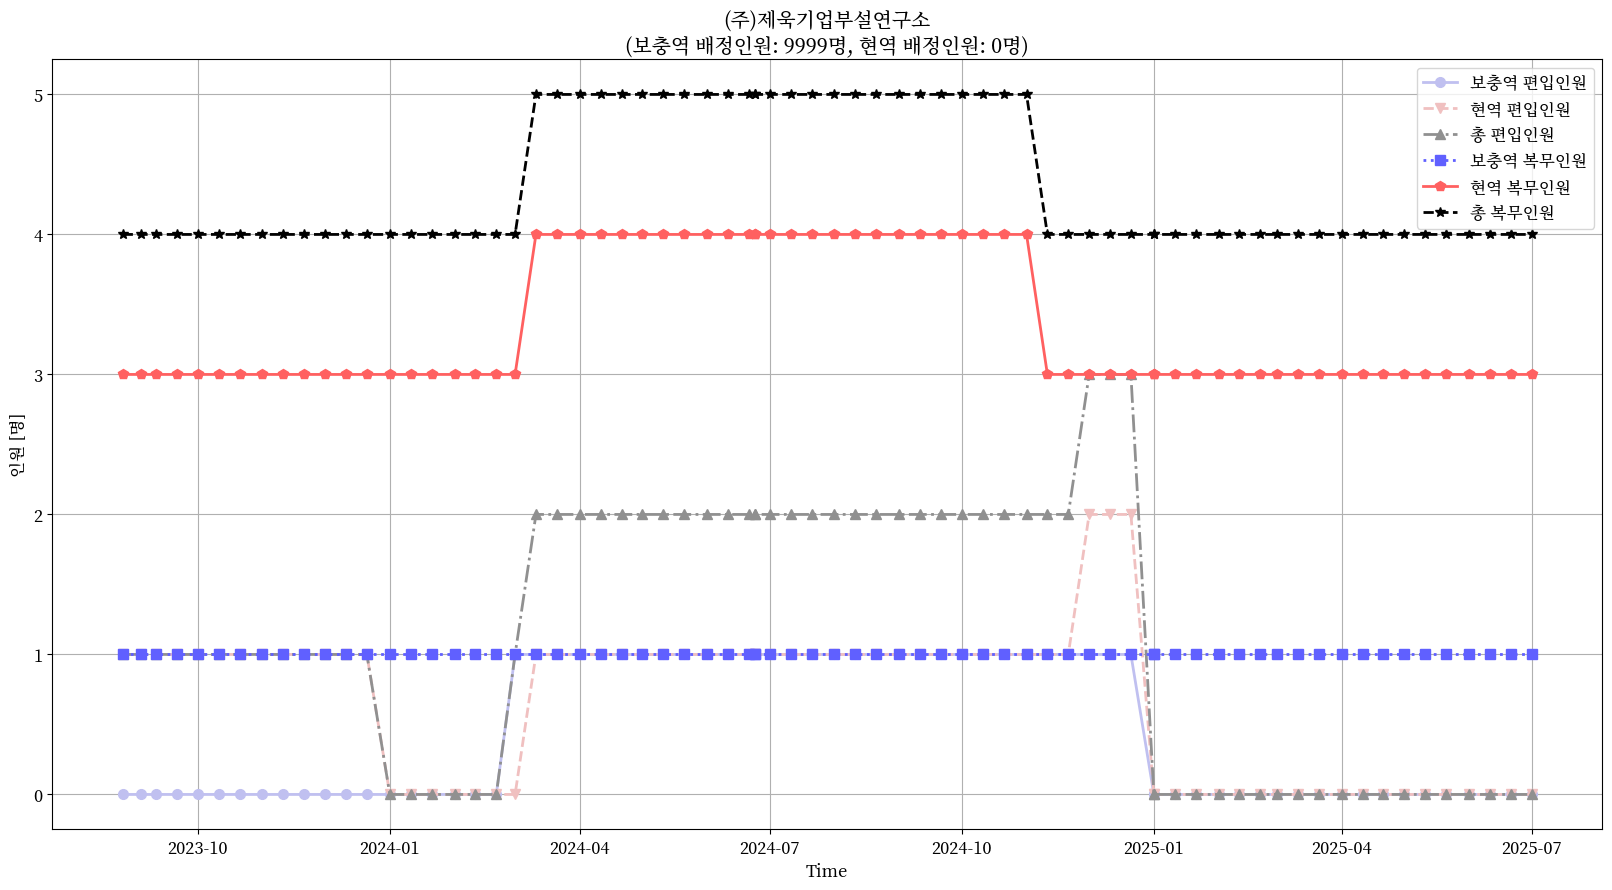 (주)제욱기업부설연구소
(보충역 배정인원: 9999명, 현역 배정인원: 0명)
보충역 편입인원
현역 편입인원
총 편입인원
보충역 복무인원
현역 복무인원
총 복무인원
인원 [명]
5
4
3
2
1
0
2023-10
2024-01
2024-04
2024-07
2024-10
2025-01
2025-04
2025-07
Time